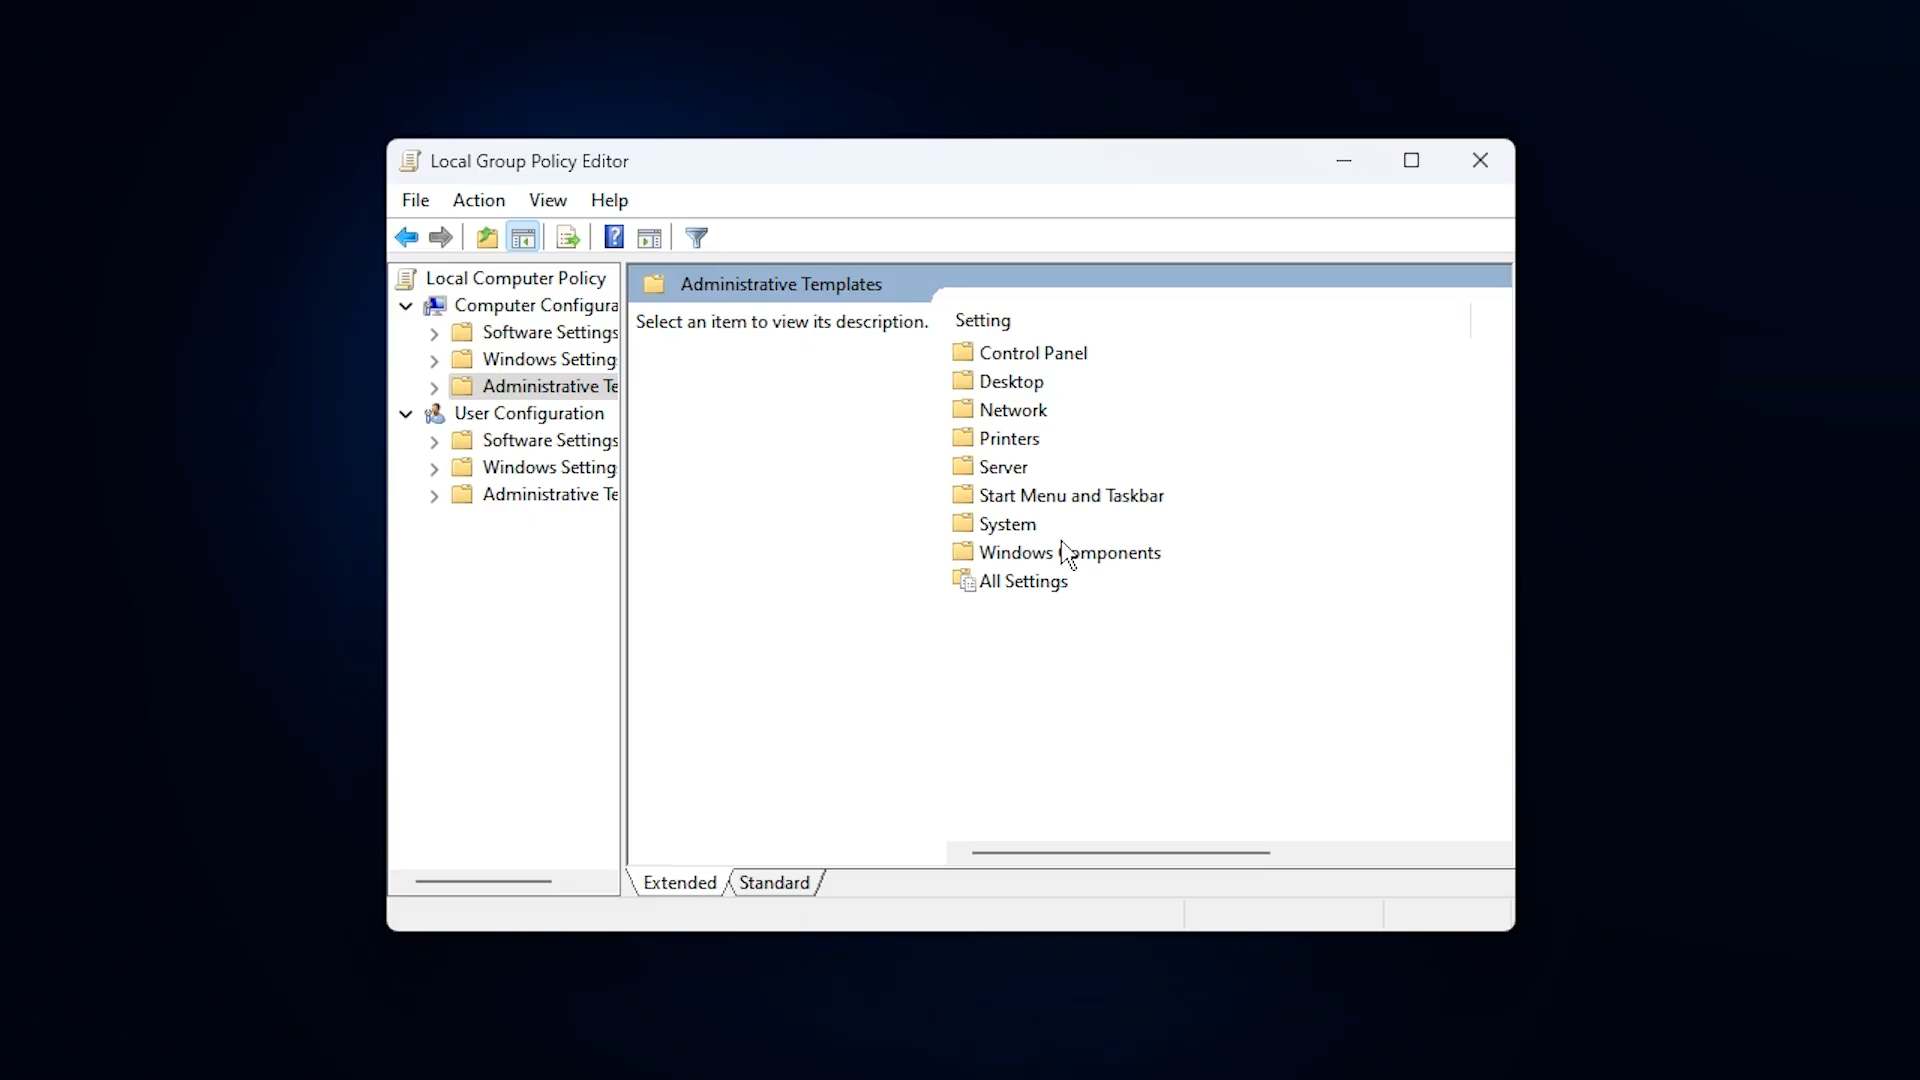 Local Group Policy Editor
File Action View Help
Local Computer Policy
Computer Configura
Software Settings
Windows Setting
Administrative Te
User Configuration
Software Settings
Windows Setting
Administrative Te
Administrative Templates
Select an item to view its description.
Setting
Control Panel
Desktop
Network
Printers
Server
Start Menu and Taskbar
System
Windows Components
All Settings
Extended Standard